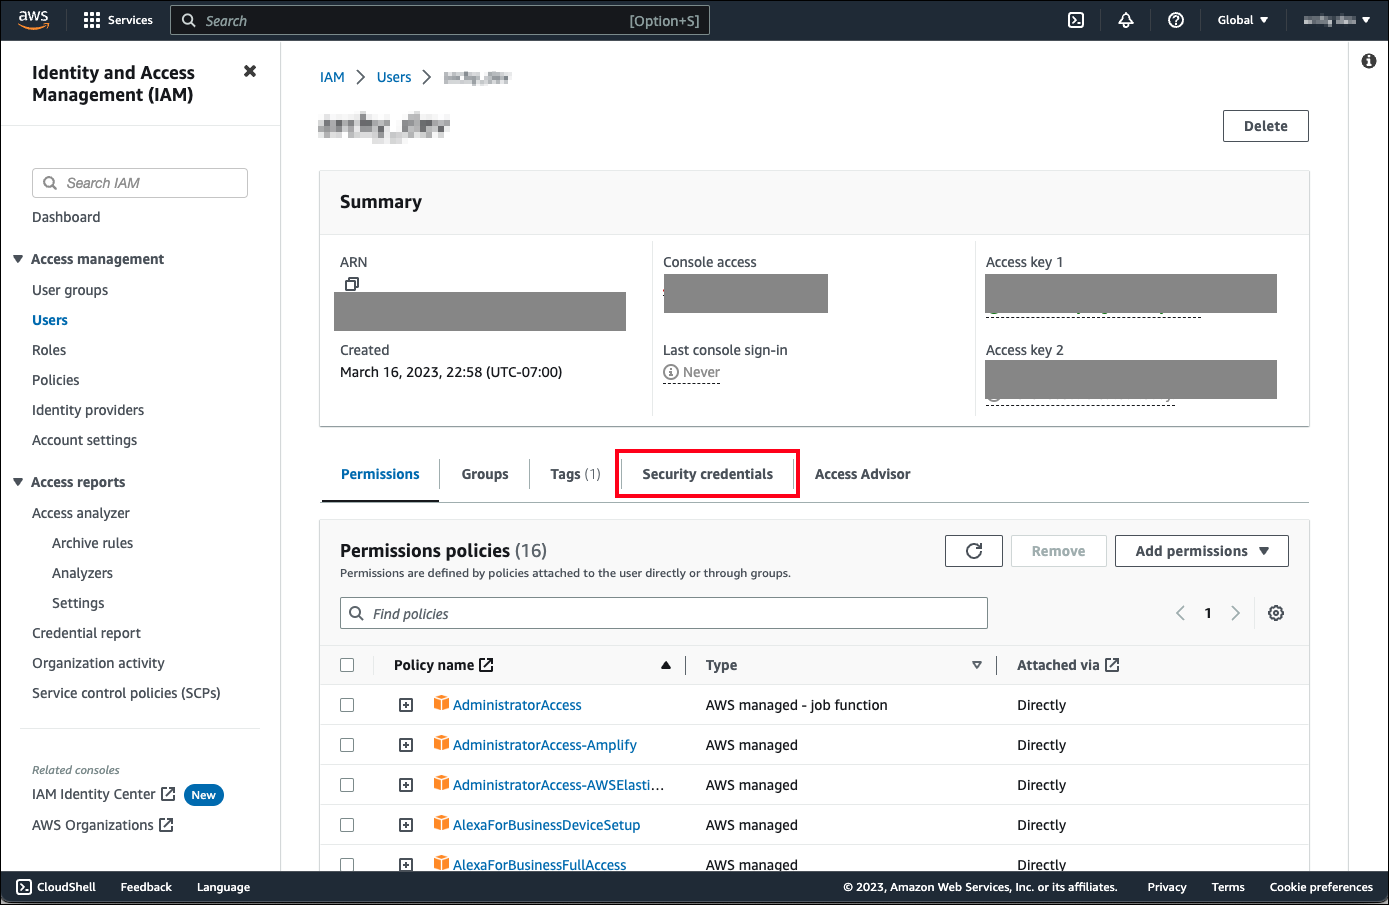 aws
Services
Search
[Option+S]
Global
Identity and Access
Management (IAM)
Search IAM
Dashboard
Access management
User groups
Users
Roles
Policies
Identity providers
Account settings
Access reports
Access analyzer
Archive rules
Analyzers
Settings
Credential report
Organization activity
Service control policies (SCPs)
Related consoles
IAM Identity Center New
AWS Organizations
IAM > Users >
Delete
Summary
ARN
Created
March 16, 2023, 22:58 (UTC-07:00)
Console access
Last console sign-in
Never
Access key 1
Access key 2
Permissions
Groups
Tags (1)
Security credentials
Access Advisor
Permissions policies (16)
Permissions are defined by policies attached to the user directly or through groups.
Remove
Add permissions
Find policies
1
Policy name Type Attached via
AdministratorAccess AWS managed - job function Directly
AdministratorAccess-Amplify AWS managed Directly
AdministratorAccess-AWSElasti... AWS managed Directly
AlexaForBusinessDeviceSetup AWS managed Directly
AlexaForBusinessFullAccess AWS managed Directly
CloudShell Feedback Language
© 2023, Amazon Web Services, Inc. or its affiliates. Privacy Terms Cookie preferences